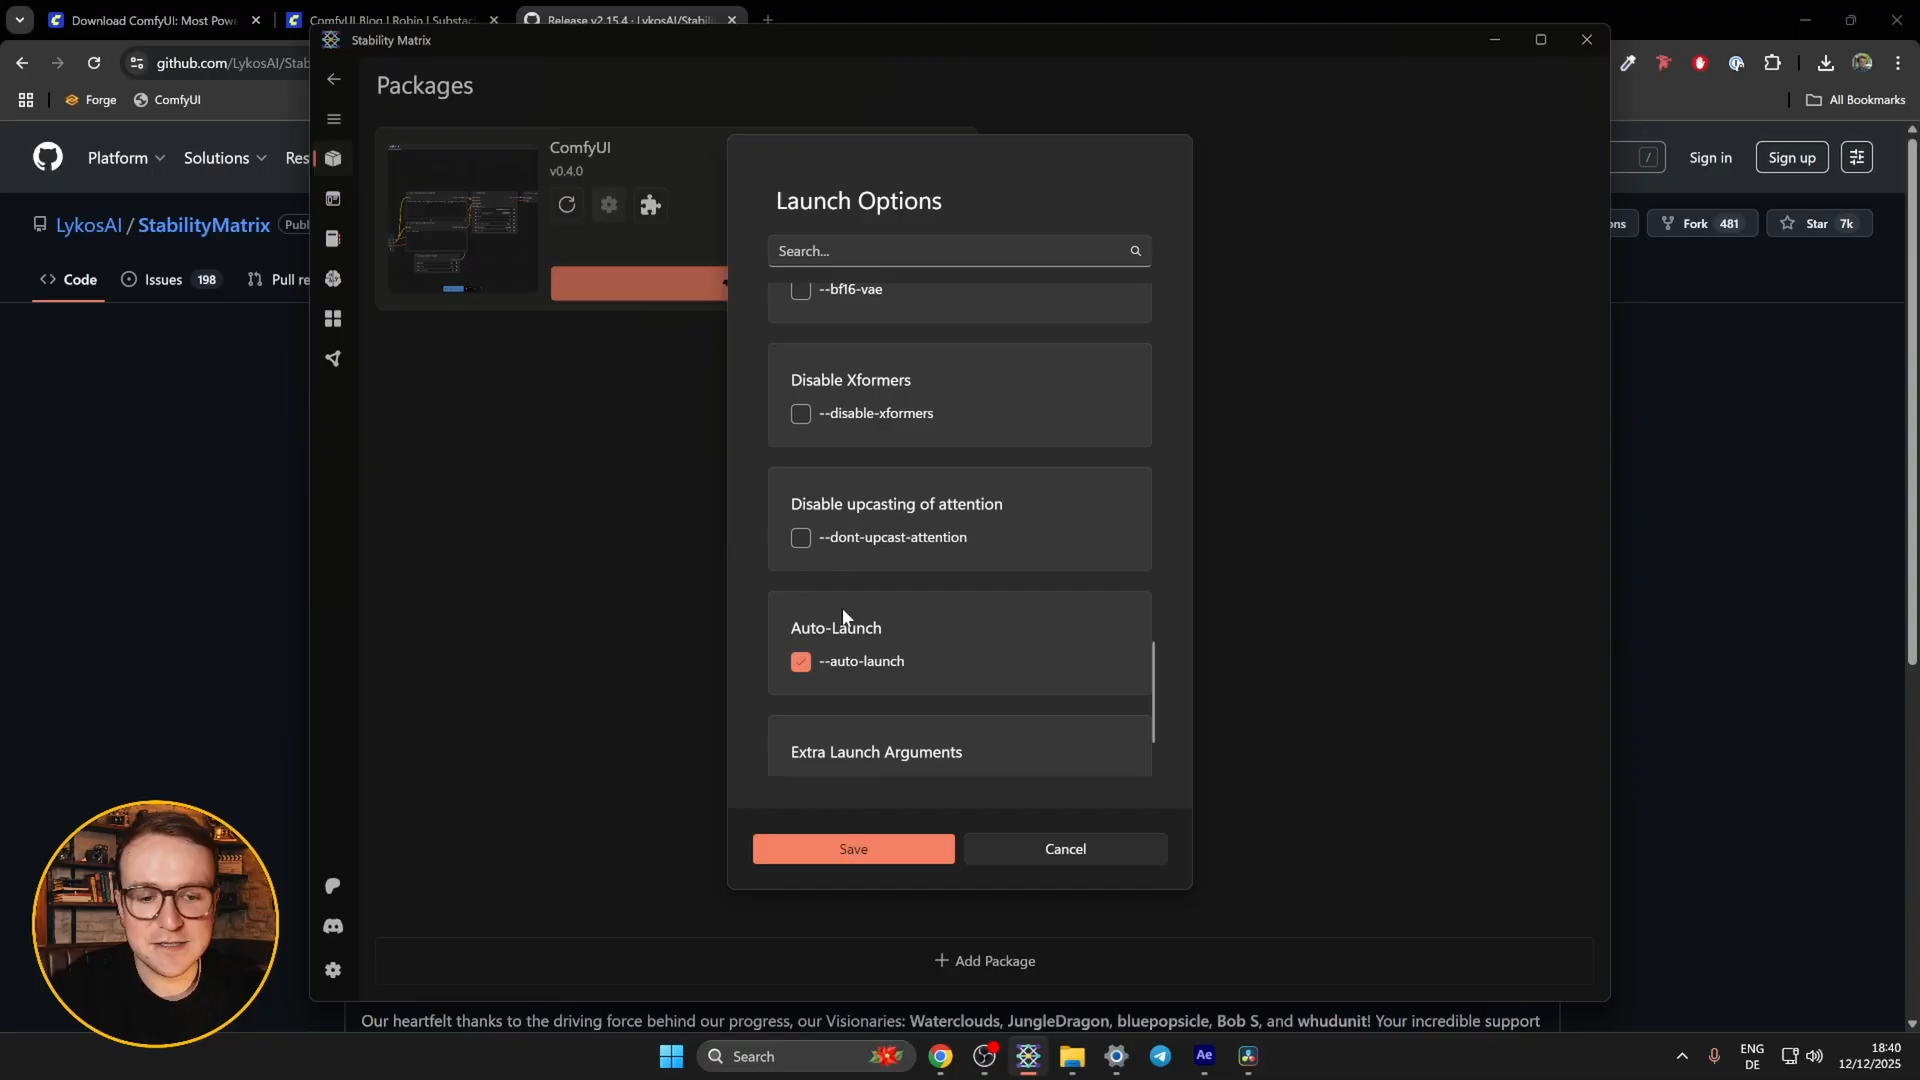 Download ComfyUI: Most Pow
ComfyUI Blog | Robin | Substac
Release v2.15.4 · LykosAI/Stabili
Stability Matrix
github.com/LykosAI/Stab
Forge
ComfyUI
All Bookmarks
Packages
Platform
Solutions
Res
/
Sign in
Sign up
ComfyUI
v0.4.0
LykosAI / StabilityMatrix
Publ
ons
Fork 481
Star 7k
Code
Issues 198
Pull re
Launch Options
Search...
--bf16-vae
Disable Xformers
--disable-xformers
Disable upcasting of attention
--dont-upcast-attention
Auto-Launch
--auto-launch
Extra Launch Arguments
Save
Cancel
Add Package
Our heartfelt thanks to the driving force behind our progress, our Visionaries: Waterclouds, JungleDragon, bluepopsicle, Bob S, and whudunit! Your incredible support
Search
Ae
ENG
DE
18:40
12/12/2025